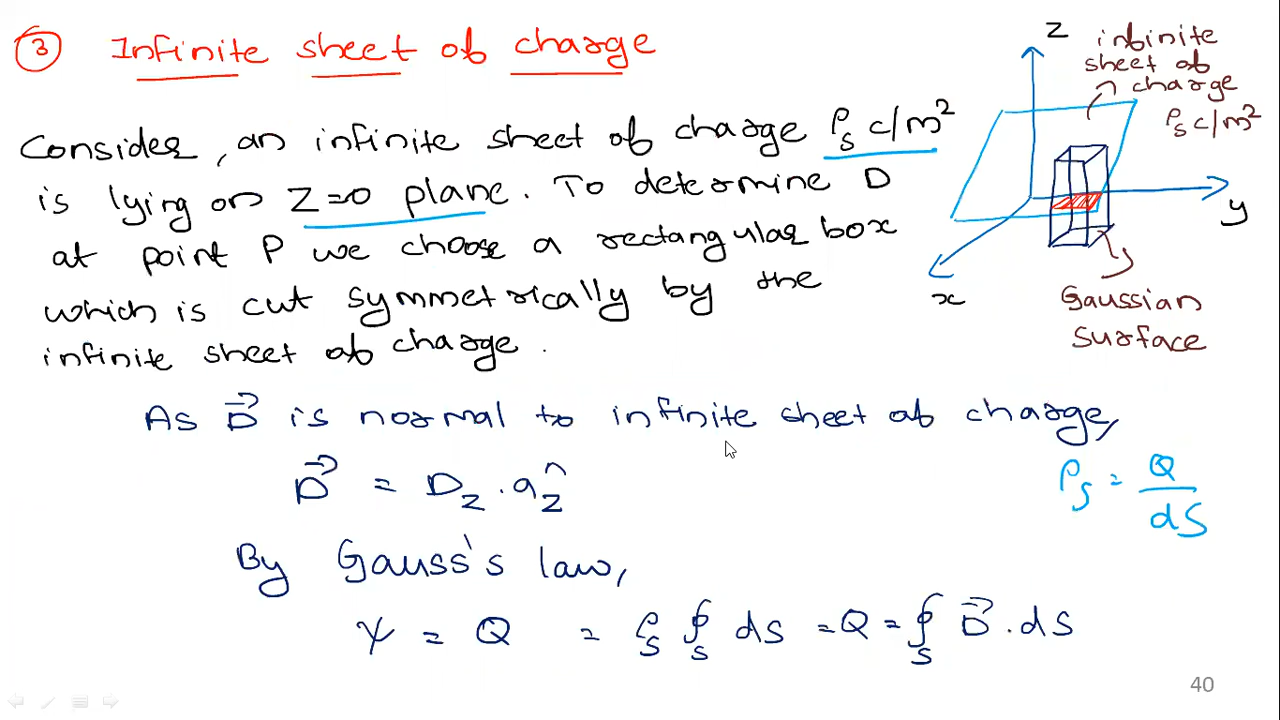 ③ Infinite sheet of charge
Consider, an infinite sheet of charge ρs c/m²
is lying on z=0 plane. To determine D
at point P we choose a rectangular box
which is cut symmetrically by the
infinite sheet of charge.
z
infinite
sheet of
charge
ρs c/m²
y
x
Gaussian
surface
As D⃗ is normal to infinite sheet of charge,
D⃗ = Dz . âz
ρs = Q/dS
By Gauss's law,
ψ = Q = ρs ∮s dS = Q = ∮s D⃗ . dS
40